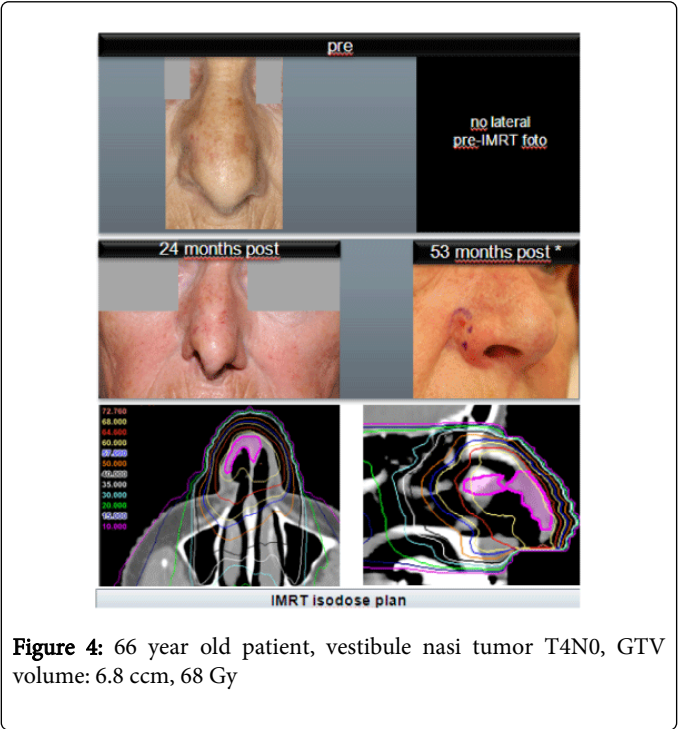 pre
no lateral
pre-IMRT foto
24 months post
53 months post *
72.760
68.000
64.600
60.000
57.000
50.000
40.000
35.000
30.000
20.000
15.000
10.000
IMRT isodose plan
Figure 4: 66 year old patient, vestibule nasi tumor T4N0, GTV
volume: 6.8 ccm, 68 Gy